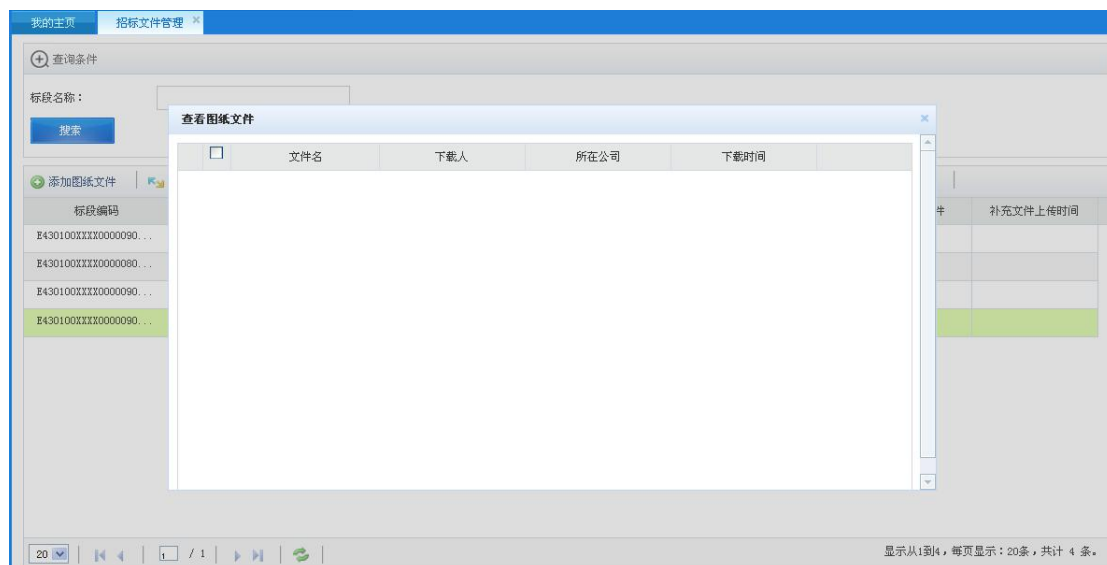 我的主页 招标文件管理
查询条件
标段名称：
搜索
查看图纸文件
文件名 下载人 所在公司 下载时间
添加图纸文件
标段编码 件 补充文件上传时间
E430100XXXX0000090...
E430100XXXX0000080...
E430100XXXX0000090...
E430100XXXX0000090...
20 1 / 1 显示从1到4，每页显示：20条，共计 4 条。